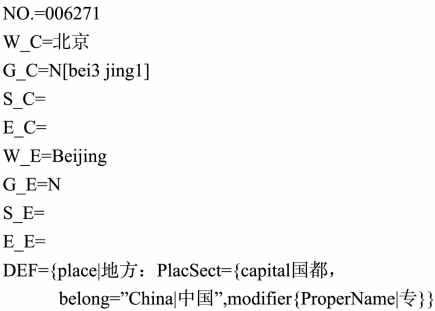 NO.=006271
W_C=北京
G_C=N[bei3 jing1]
S_C=
E_C=
W_E=Beijing
G_E=N
S_E=
E_E=
DEF={place|地方：PlacSect={capital国都，
belong=”China|中国”,modifier{ProperName|专}}